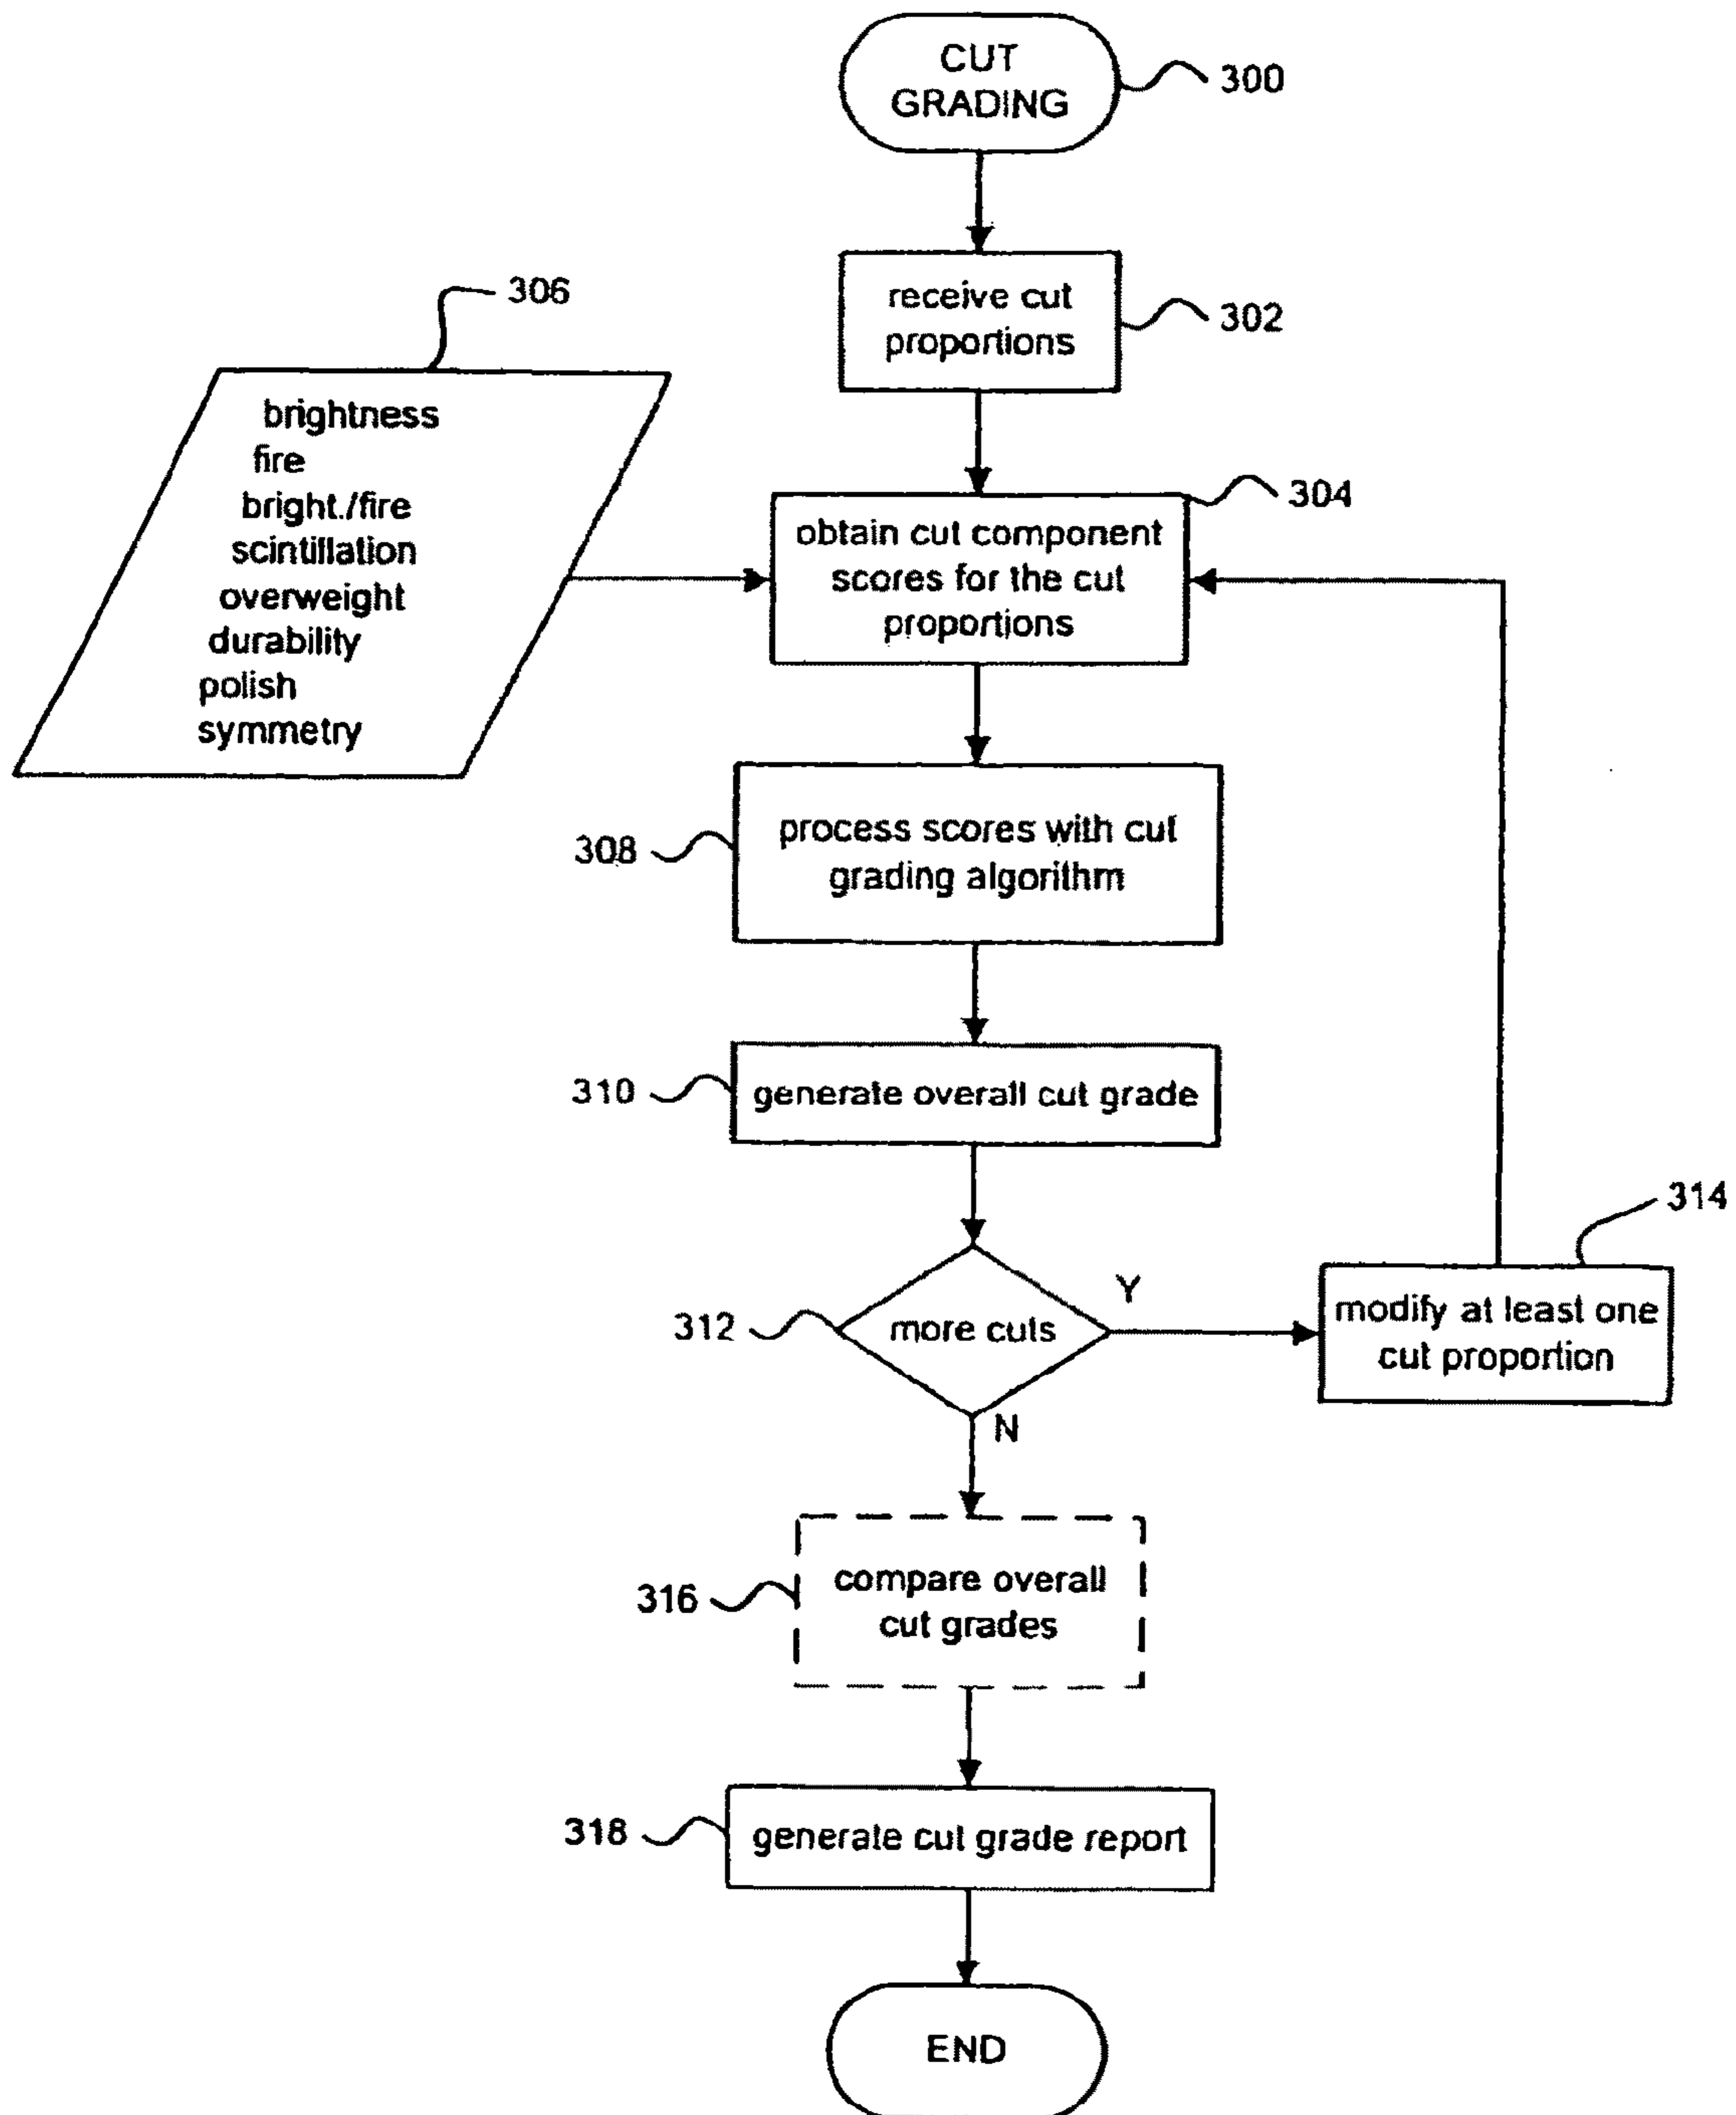 CUT
GRADING
300
receive cut
proportions
302
306
brightness
fire
bright./fire
scintillation
overweight
durability
polish
symmetry
304
obtain cut component
scores for the cut
proportions
308
process scores with cut
grading algorithm
310
generate overall cut grade
312
more cuts
Y
N
314
modify at least one
cut proportion
316
compare overall
cut grades
318
generate cut grade report
END